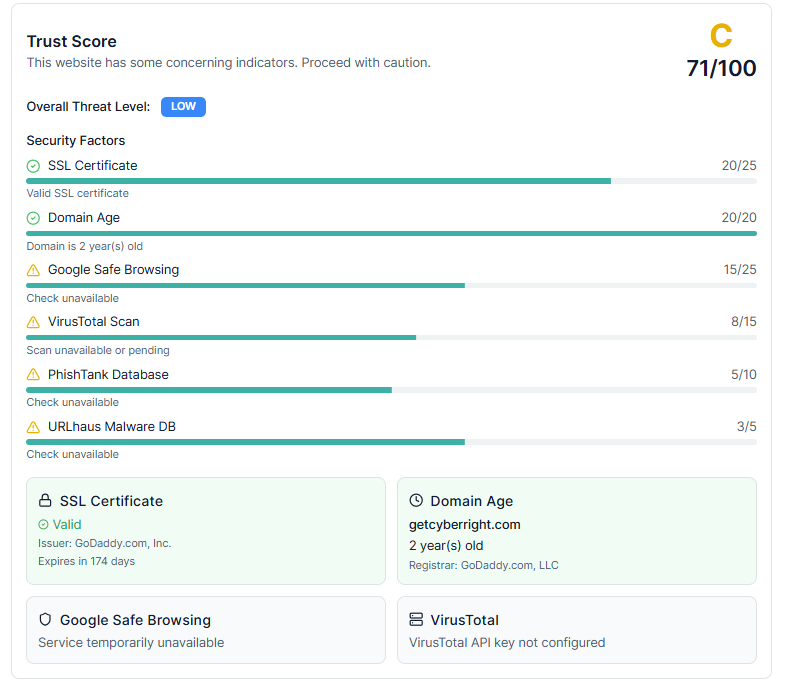 Trust Score
This website has some concerning indicators. Proceed with caution.
C
71/100
Overall Threat Level: LOW
Security Factors
SSL Certificate 20/25
Valid SSL certificate
Domain Age 20/20
Domain is 2 year(s) old
Google Safe Browsing 15/25
Check unavailable
VirusTotal Scan 8/15
Scan unavailable or pending
PhishTank Database 5/10
Check unavailable
URLhaus Malware DB 3/5
Check unavailable
SSL Certificate
Valid
Issuer: GoDaddy.com, Inc.
Expires in 174 days
Domain Age
getcyberright.com
2 year(s) old
Registrar: GoDaddy.com, LLC
Google Safe Browsing
Service temporarily unavailable
VirusTotal
VirusTotal API key not configured